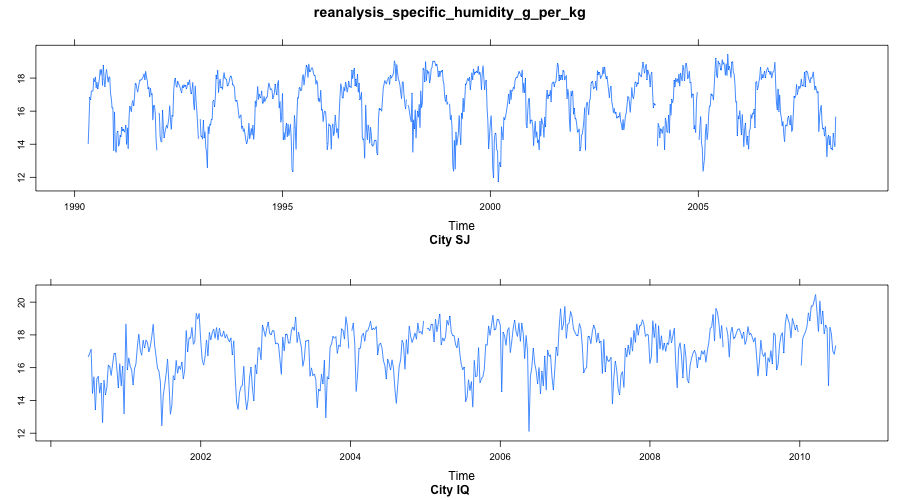 reanalysis_specific_humidity_g_per_kg
18
16
14
12
1990 1995 2000 2005
Time
City SJ
20
18
16
14
12
2002 2004 2006 2008 2010
Time
City IQ